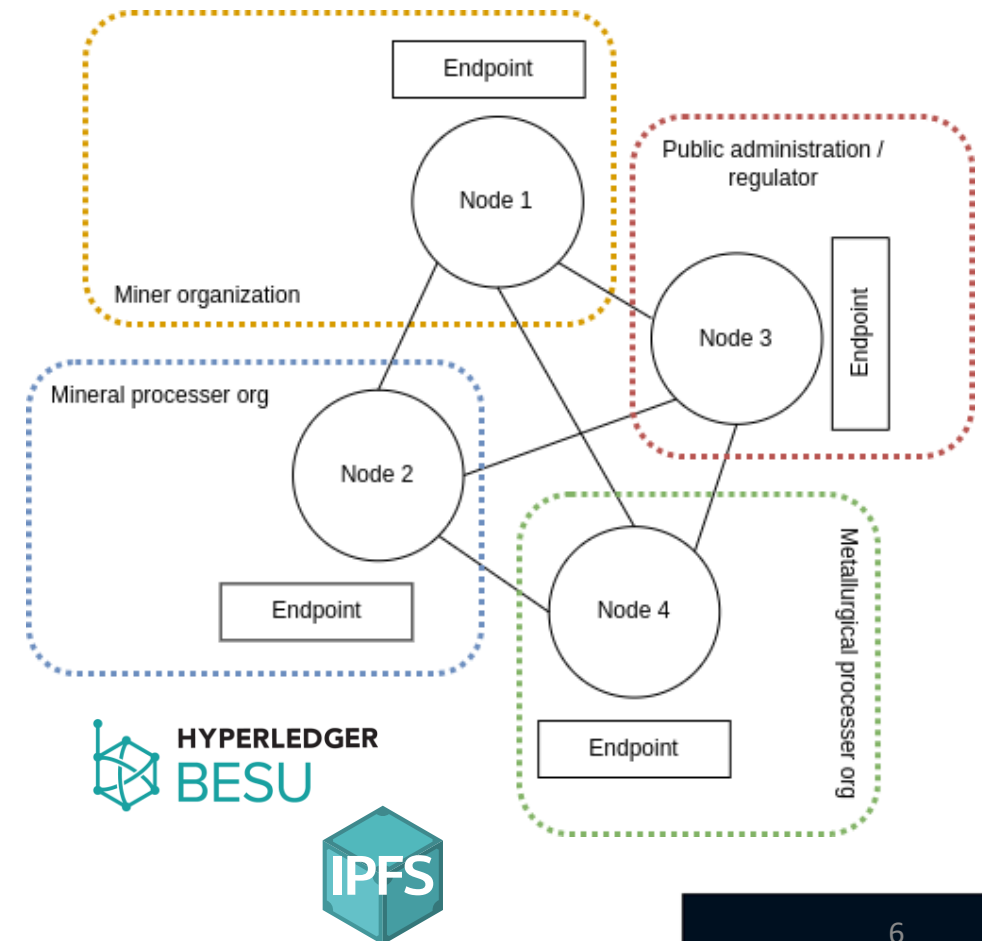 Endpoint
Node 1
Miner organization
Public administration /
regulator
Node 3
Endpoint
Mineral processer org
Node 2
Endpoint
Node 4
Metallurgical processer org
Endpoint
HYPERLEDGER
BESU
IPFS
6